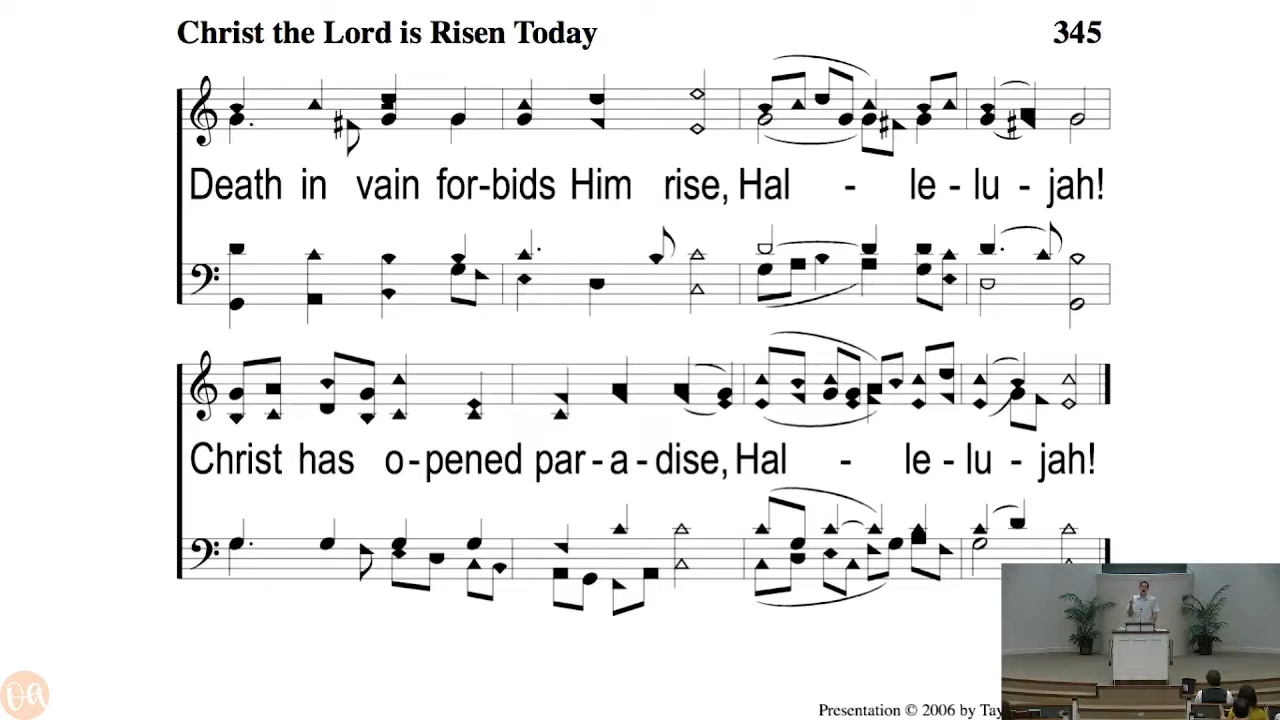 Christ the Lord is Risen Today 345
Death in vain for-bids Him rise, Hal - le - lu - jah!
Christ has o-pened par-a-dise, Hal - le - lu - jah!
Presentation © 2006 by